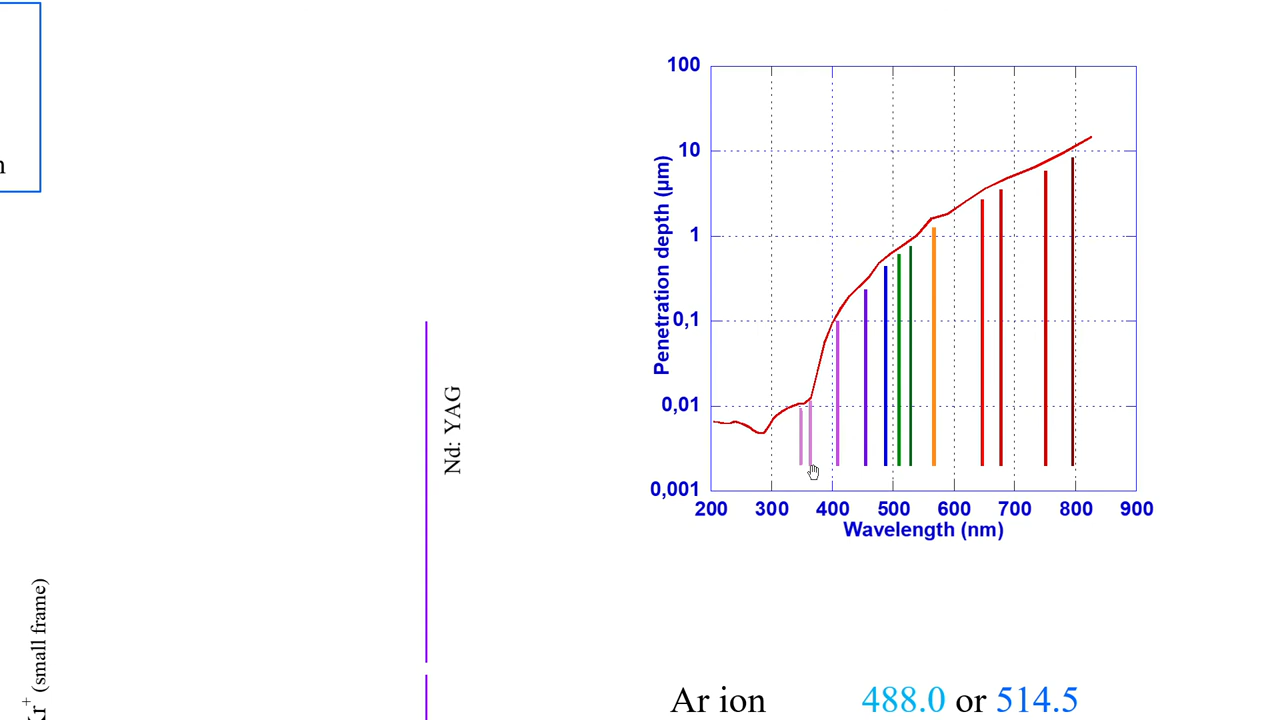 n
Nd: YAG
Kr+ (small frame)
100
10
1
0,1
0,01
0,001
Penetration depth (µm)
200 300 400 500 600 700 800 900
Wavelength (nm)
Ar ion 488.0 or 514.5